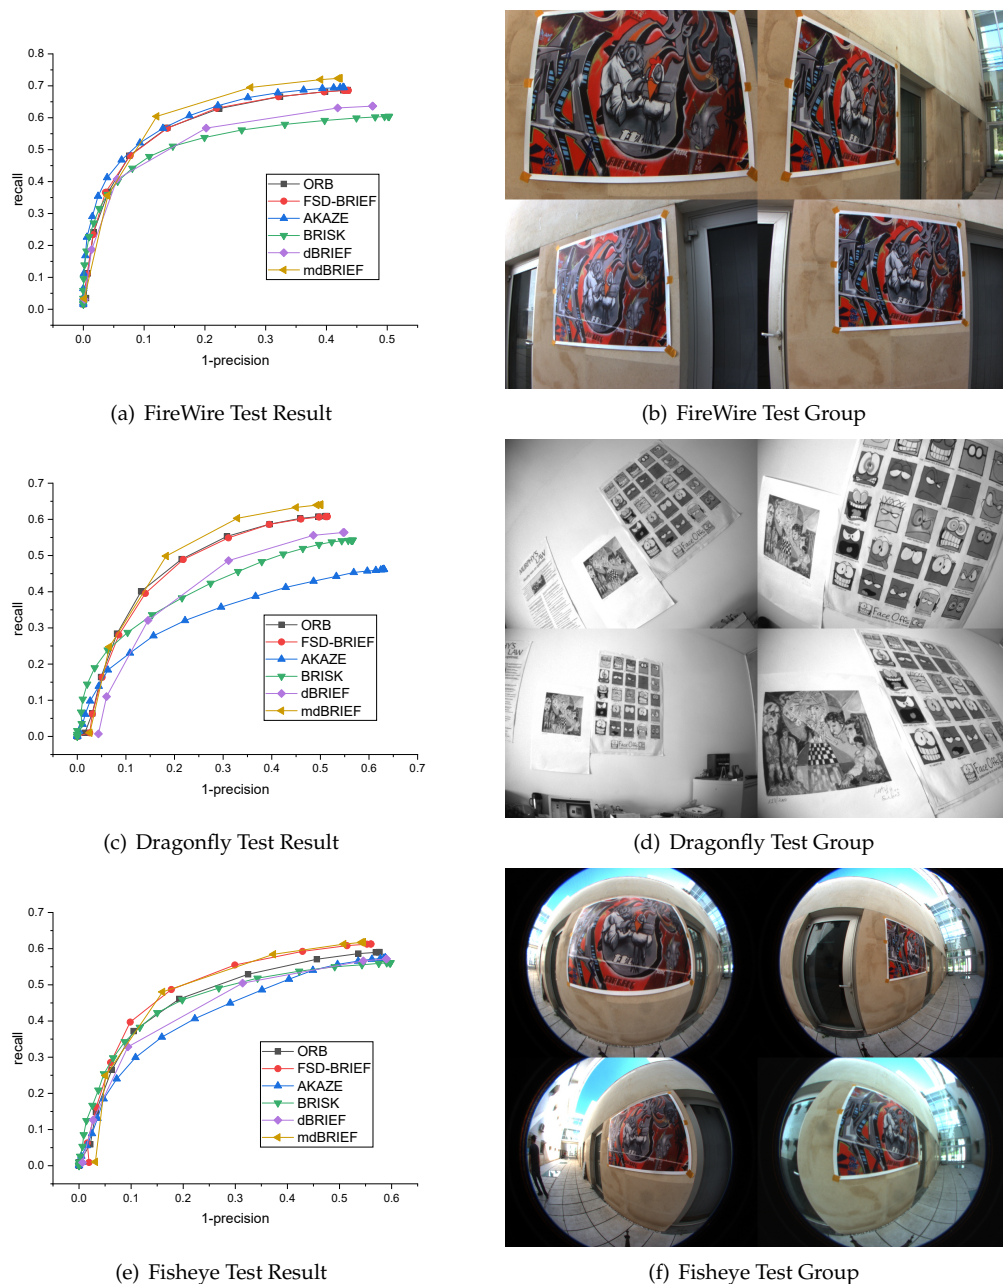 0.8
0.7
0.6
0.5
0.4
0.3
0.2
0.1
0.0
recall
ORB
FSD-BRIEF
AKAZE
BRISK
dBRIEF
mdBRIEF
0.0 0.1 0.2 0.3 0.4 0.5
1-precision
(a) FireWire Test Result
(b) FireWire Test Group
0.7
0.6
0.5
0.4
0.3
0.2
0.1
0.0
recall
ORB
FSD-BRIEF
AKAZE
BRISK
dBRIEF
mdBRIEF
0.0 0.1 0.2 0.3 0.4 0.5 0.6 0.7
1-precision
(c) Dragonfly Test Result
Face Offs
(d) Dragonfly Test Group
0.7
0.6
0.5
0.4
0.3
0.2
0.1
0.0
recall
ORB
FSD-BRIEF
AKAZE
BRISK
dBRIEF
mdBRIEF
0.0 0.1 0.2 0.3 0.4 0.5 0.6
1-precision
(e) Fisheye Test Result
(f) Fisheye Test Group